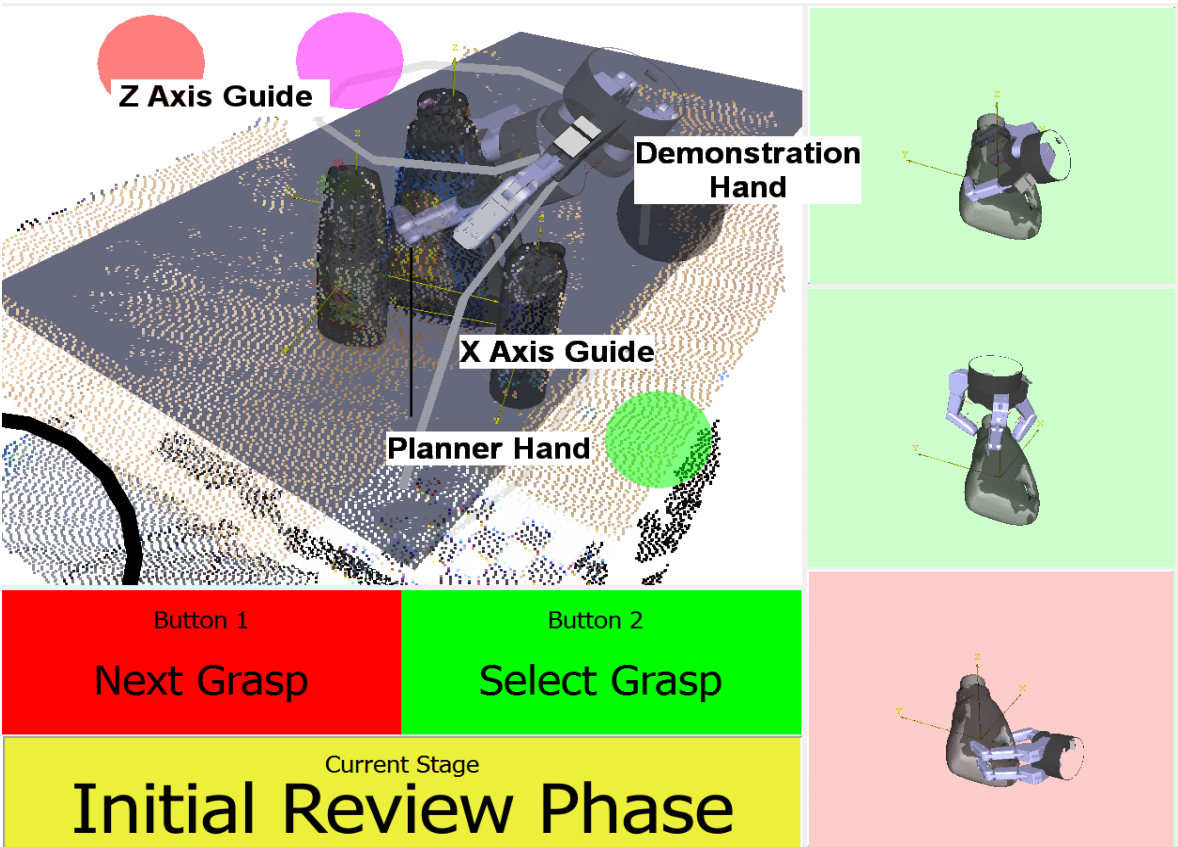 Z Axis Guide
Demonstration
Hand
X Axis Guide
Planner Hand
Button 1
Next Grasp
Button 2
Select Grasp
Current Stage
Initial Review Phase